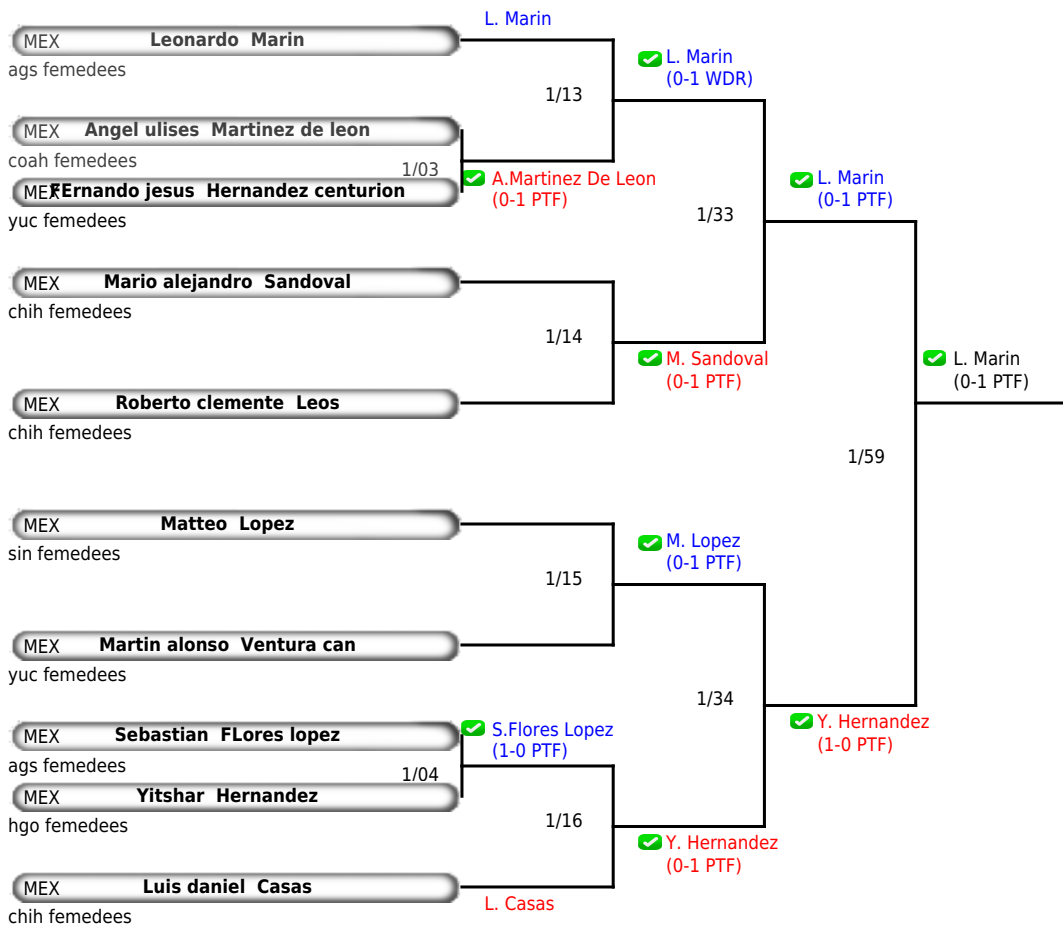 L. Marin
MEX Leonardo Marin
ags femedees
L. Marin
(0-1 WDR)
1/13
MEX Angel ulises Martinez de leon
coah femedees
1/03
A.Martinez De Leon
(0-1 PTF)
MEX FErnando jesus Hernandez centurion
yuc femedees
L. Marin
(0-1 PTF)
1/33
MEX Mario alejandro Sandoval
chih femedees
1/14
M. Sandoval
(0-1 PTF)
L. Marin
(0-1 PTF)
MEX Roberto clemente Leos
chih femedees
1/59
MEX Matteo Lopez
sin femedees
M. Lopez
(0-1 PTF)
1/15
MEX Martin alonso Ventura can
yuc femedees
1/34
Y. Hernandez
(1-0 PTF)
MEX Sebastian FLores lopez
ags femedees
S.Flores Lopez
(1-0 PTF)
1/04
MEX Yitshar Hernandez
hgo femedees
1/16
Y. Hernandez
(0-1 PTF)
MEX Luis daniel Casas
chih femedees
L. Casas